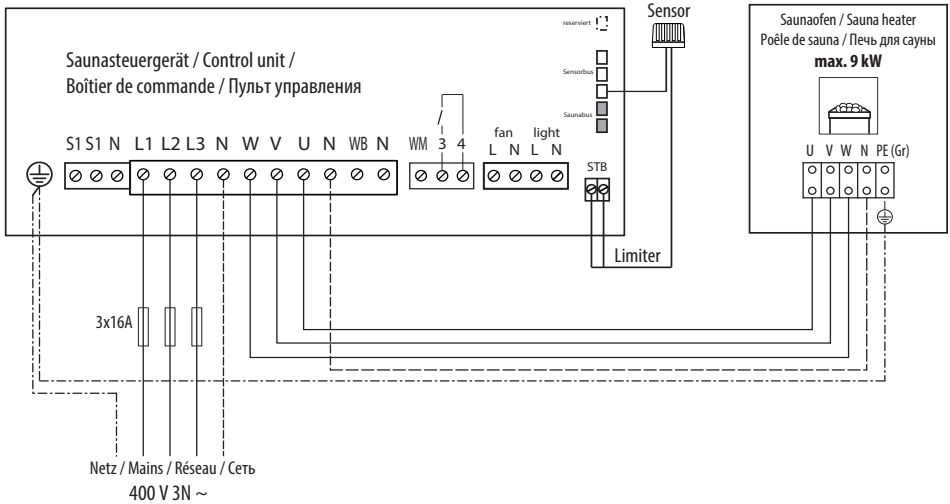 reserviert
Sensor
Saunasteuergerät / Control unit /
Boîtier de commande / Пульт управления
Sensorbus
Saunabus
Saunaofen / Sauna heater
Poêle de sauna / Печь для сауны
max. 9 kW
S1 S1 N L1 L2 L3 N W V U N WB N
WM 3 4
fan light
L N L N
STB
U V W N PE (Gr)
Limiter
3x16A
Netz / Mains / Réseau / Сеть
400 V 3N ~